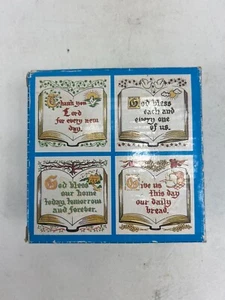 Thank you
Lord
for every new
day.
God bless
each and
every one
of us.
God bless
our home
today, tomorrow
and forever.
Give us
this day
our daily
bread.